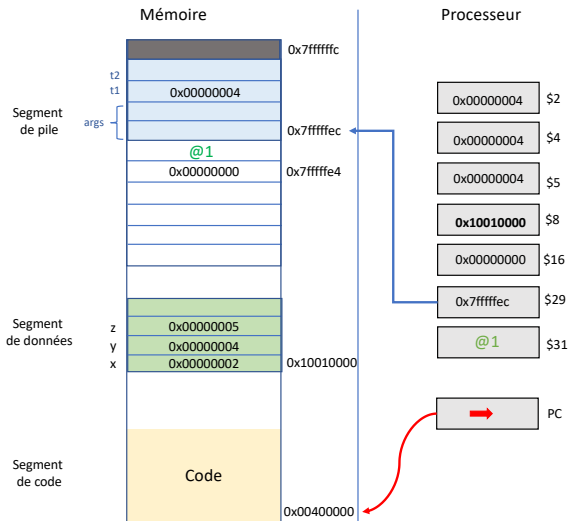 Mémoire
Processeur
0x7ffffffc
t2
t1
0x00000004
args
Segment
de pile
0x7fffffec
@1
0x00000000
0x7fffffe4
0x00000004
$2
0x00000004
$4
0x00000004
$5
0x10010000
$8
0x00000000
$16
0x7fffffec
$29
@1
$31
PC
Segment
de données
z
0x00000005
y
0x00000004
x
0x00000002
0x10010000
Segment
de code
Code
0x00400000